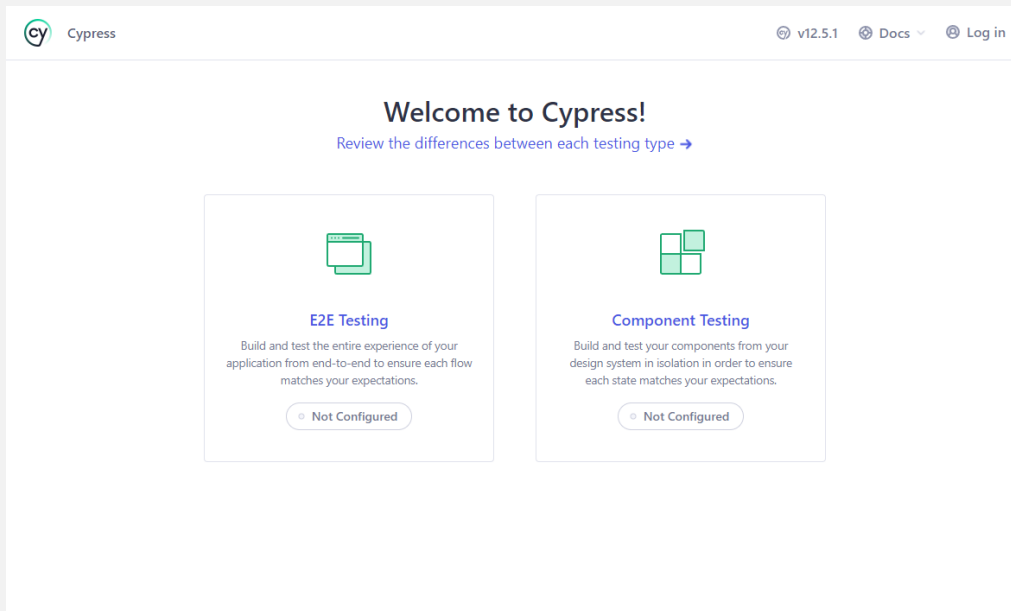 cy Cypress
cy v12.5.1 Docs Log in
Welcome to Cypress!
Review the differences between each testing type →
E2E Testing
Build and test the entire experience of your
application from end-to-end to ensure each flow
matches your expectations.
Not Configured
Component Testing
Build and test your components from your
design system in isolation in order to ensure
each state matches your expectations.
Not Configured